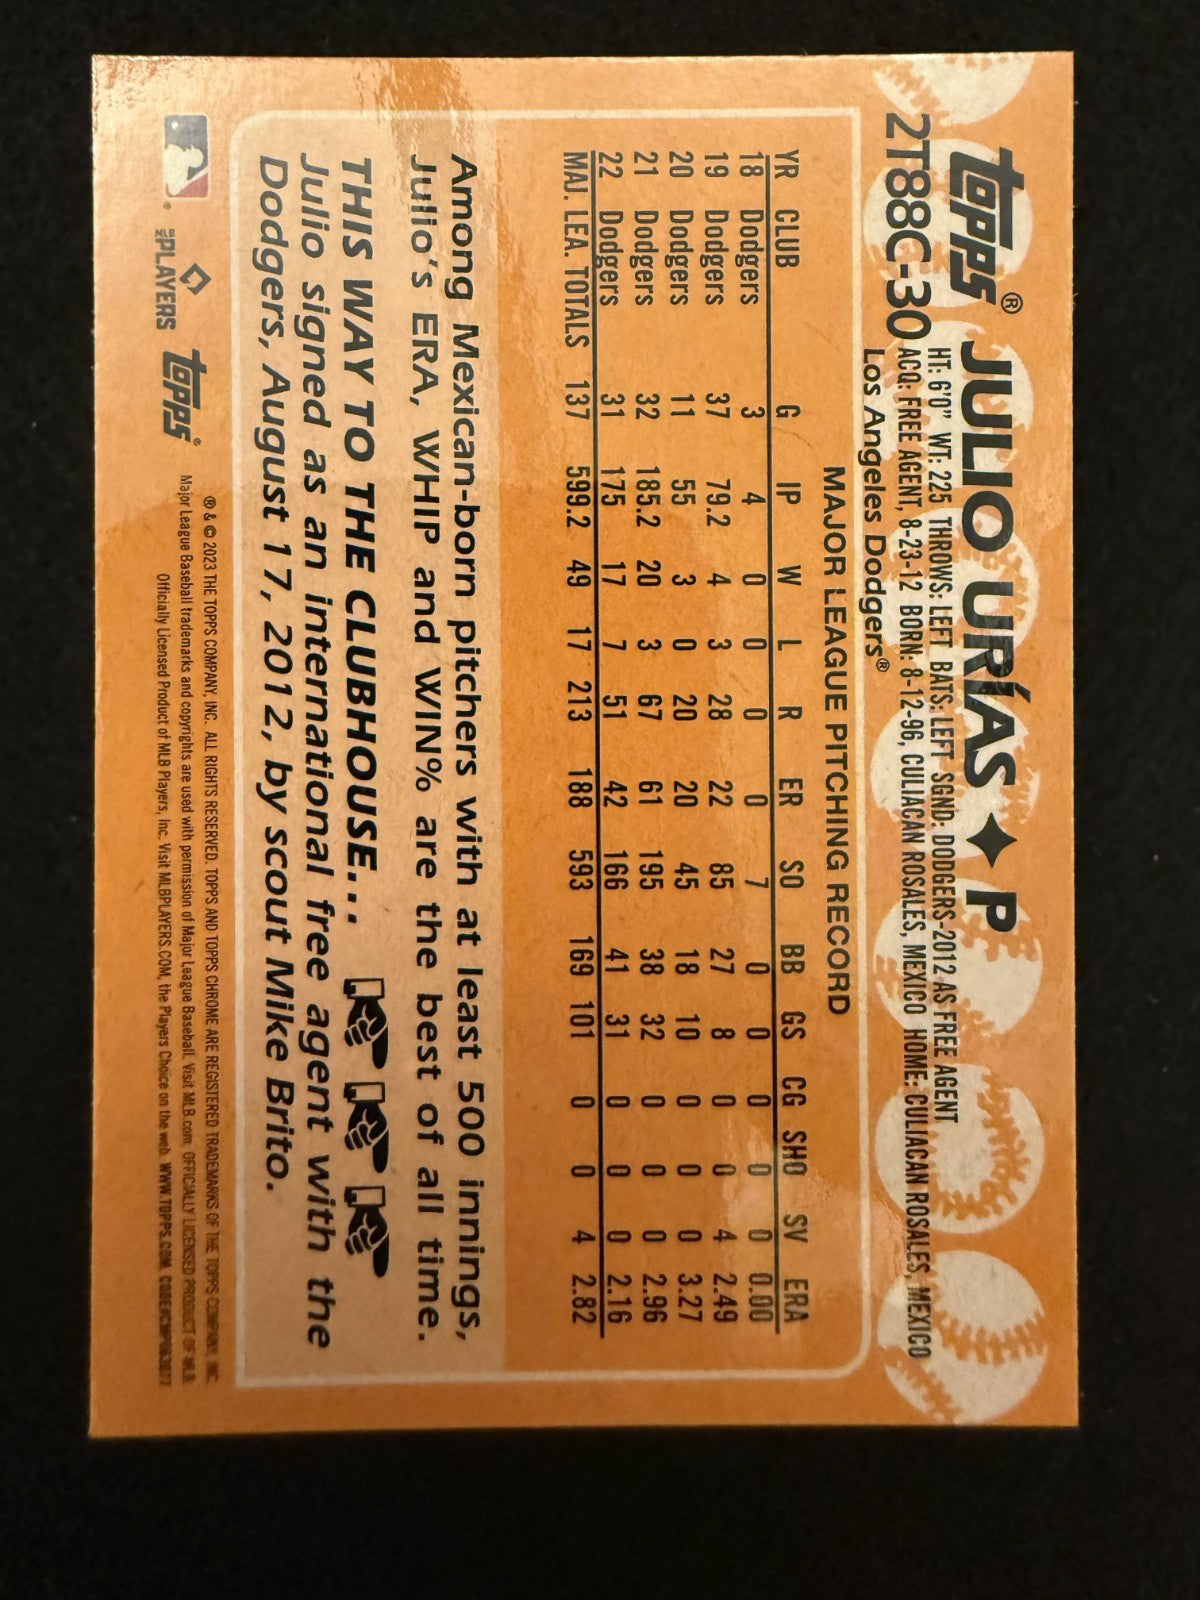 topps® JULIO URÍAS ♦ P
2T88C-30 HT: 6'0" WT: 225 THROWS: LEFT BATS: LEFT SGND: DODGERS-2012 AS FREE AGENT
ACQ: FREE AGENT, 8-23-12 BORN: 8-12-96, CULIACAN ROSALES, MEXICO HOME: CULIACAN ROSALES, MEXICO
Los Angeles Dodgers®
MAJOR LEAGUE PITCHING RECORD
YR CLUB G IP W L R ER SO BB GS CG SHO SV ERA
18 Dodgers 3 4 0 0 0 0 7 0 0 0 0 0 0.00
19 Dodgers 37 79.2 4 3 28 22 85 27 8 0 0 4 2.49
20 Dodgers 11 55 3 0 20 20 45 18 10 0 0 0 3.27
21 Dodgers 32 185.2 20 3 67 61 195 38 32 0 0 0 2.96
22 Dodgers 31 175 17 7 51 42 166 41 31 0 0 0 2.16
MAJ. LEA. TOTALS 137 599.2 49 17 213 188 593 169 101 0 0 4 2.82
Among Mexican-born pitchers with at least 500 innings,
Julio's ERA, WHIP and WIN% are the best of all time.
THIS WAY TO THE CLUBHOUSE...
Julio signed as an international free agent with the
Dodgers, August 17, 2012, by scout Mike Brito.
MLB PLAYERS topps®
® & © 2023 THE TOPPS COMPANY, INC. ALL RIGHTS RESERVED. TOPPS AND TOPPS CHROME ARE REGISTERED TRADEMARKS OF THE TOPPS COMPANY, INC.
Major League Baseball trademarks and copyrights are used with permission of Major League Baseball. Visit MLB.com. OFFICIALLY LICENSED PRODUCT OF MLB
Officially Licensed Product of MLB Players, Inc. Visit MLBPLAYERS.COM, the Players Choice on the web. WWW.TOPPS.COM